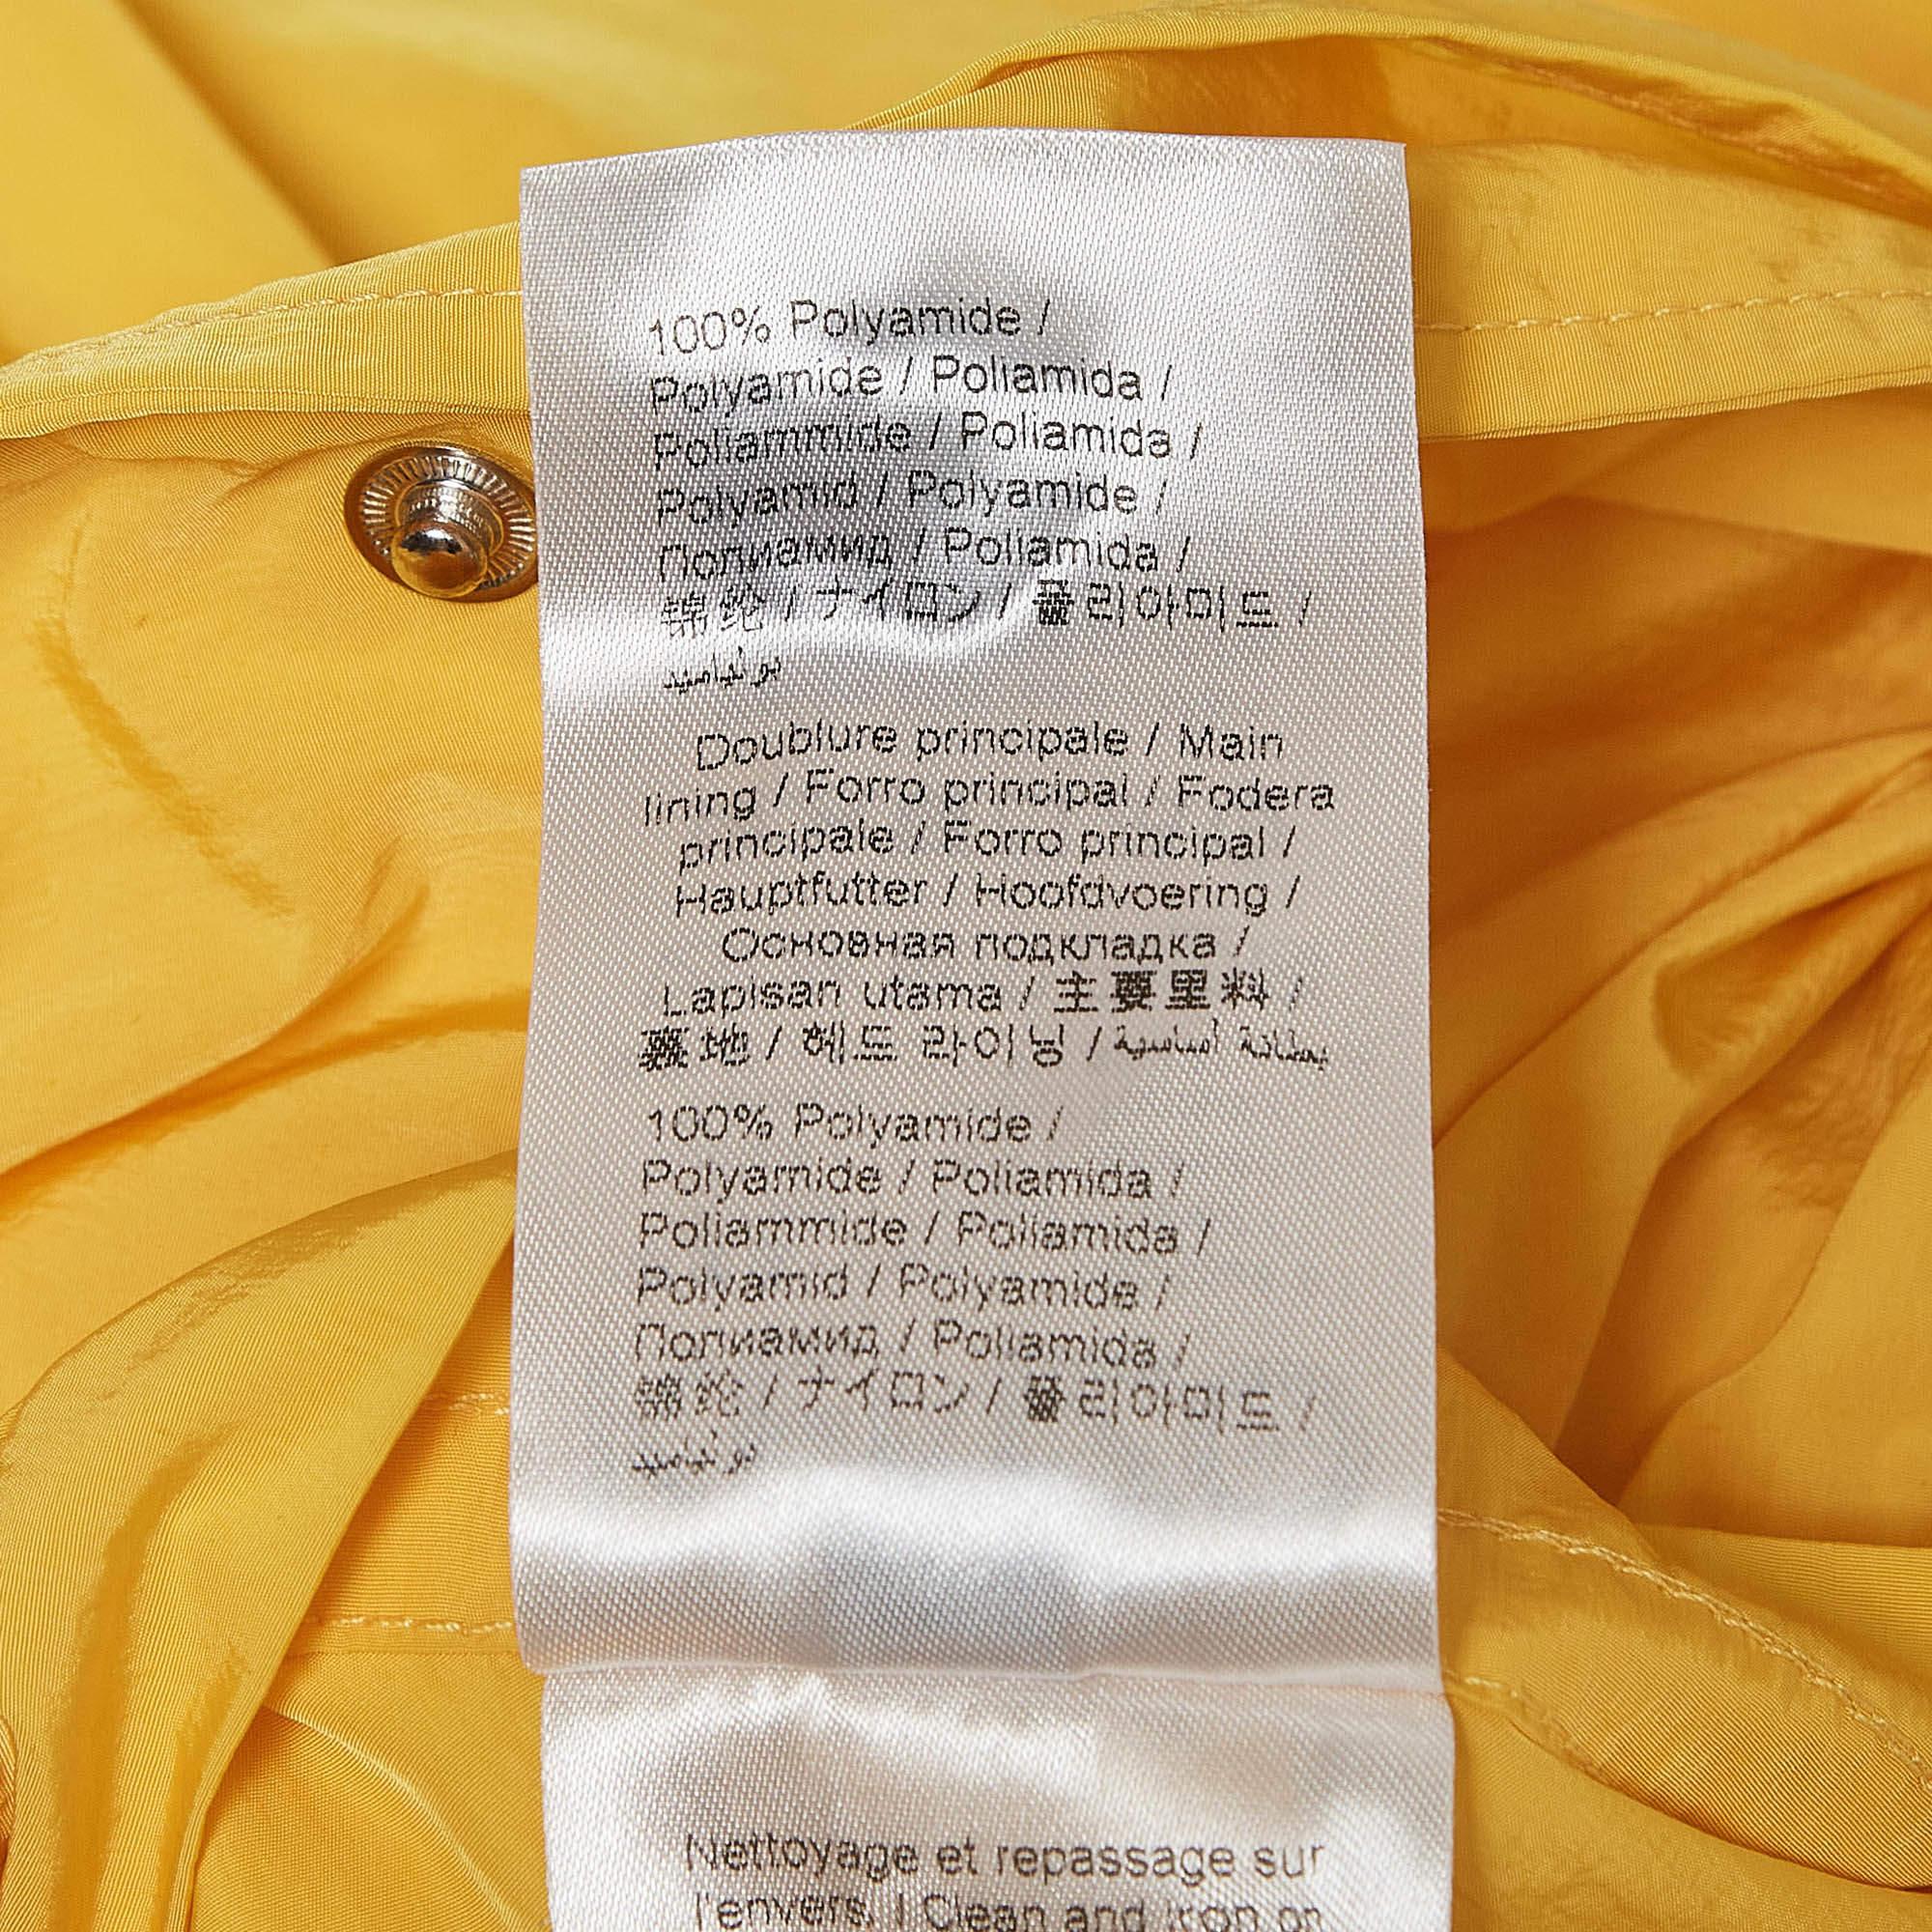 100% Polyamide /
Polyamide / Poliamida /
Poliammide / Poliamida /
Polyamid / Polyamide /
Полиамид / Poliamida /
锦纶 / ナイロン / 폴리아미드 /
بولياميد
Doublure principale / Main
lining / Forro principal / Fodera
principale / Forro principal /
Hauptfutter / Hoofdvoering /
Основная подкладка /
Lapisan utama / 主要里料 /
裏地 / 헤드 라이닝 / بطانة أساسية
100% Polyamide /
Polyamide / Poliamida /
Poliammide / Poliamida /
Polyamid / Polyamide /
Полиамид / Poliamida /
锦纶 / ナイロン / 폴리아미드 /
بولياميد
Nettoyage et repassage sur
l'envers. / Clean and iron on